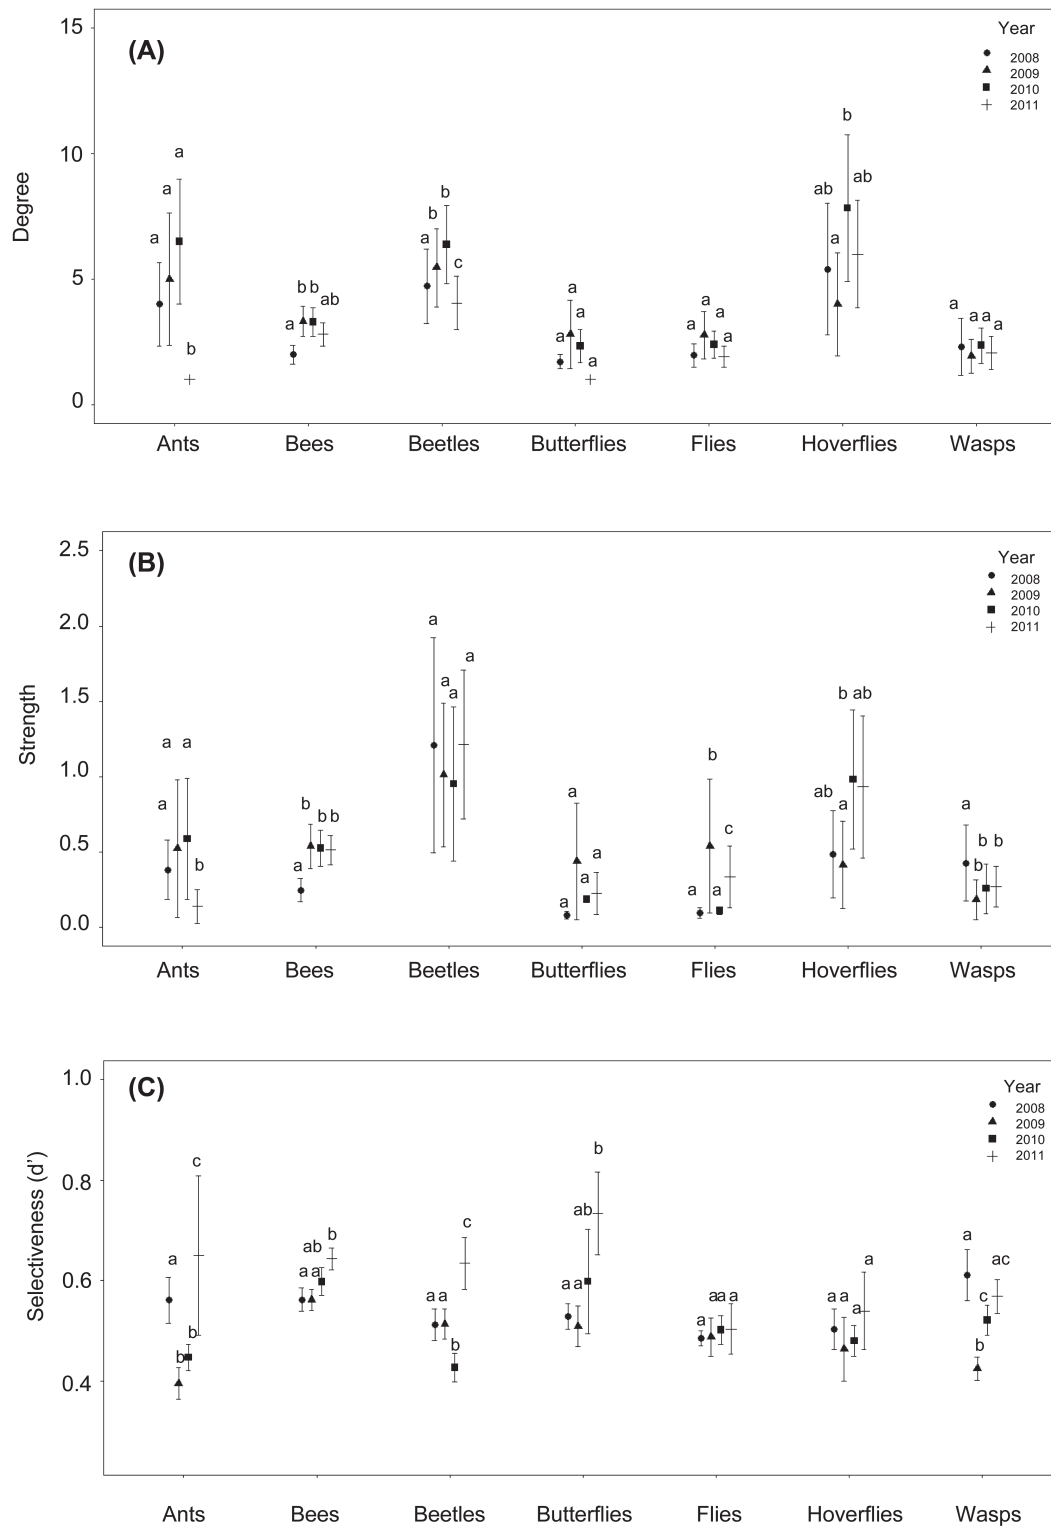 15
(A)
Year
2008
2009
2010
2011
b
10
a
a
a
b
ab
ab
Degree
a
b
a
a
c
a
a
5
b b
ab
a
a
a
a
a
a a
a
b
a
a
a
0
Ants
Bees
Beetles
Butterflies
Flies
Hoverflies
Wasps
2.5
(B)
Year
2008
2009
2010
2011
2.0
a
a
a
a
1.5
b ab
Strength
a a
b
1.0
a
ab
a
a
a
b
b b
c
b b
0.5
a
b
a
a
a a
b
a
0.0
Ants
Bees
Beetles
Butterflies
Flies
Hoverflies
Wasps
1.0
(C)
Year
2008
2009
2010
2011
0.8
c
b
Selectiveness (d')
ab
c
a
ab
b
a
a
ac
0.6
a a
a a
a a
a
a a
a a
a
c
b
b
b
b
0.4
Ants
Bees
Beetles
Butterflies
Flies
Hoverflies
Wasps